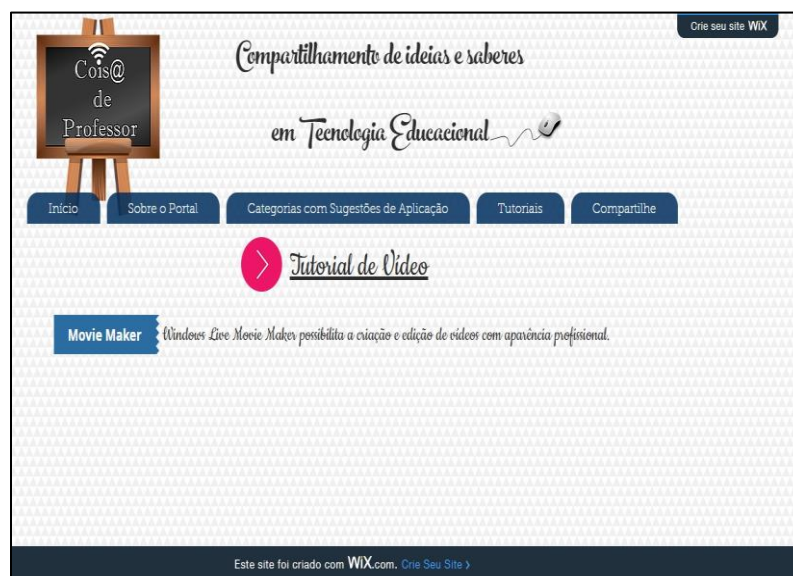 Crie seu site WiX
Cois@
de
Professor
Compartilhamento de ideias e saberes
em Tecnologia Educacional
Início Sobre o Portal Categorias com Sugestões de Aplicação Tutoriais Compartilhe
Tutorial de Vídeo
Movie Maker Windows Live Movie Maker possibilita a criação e edição de vídeos com aparência profissional.
Este site foi criado com WiX.com. Crie Seu Site >